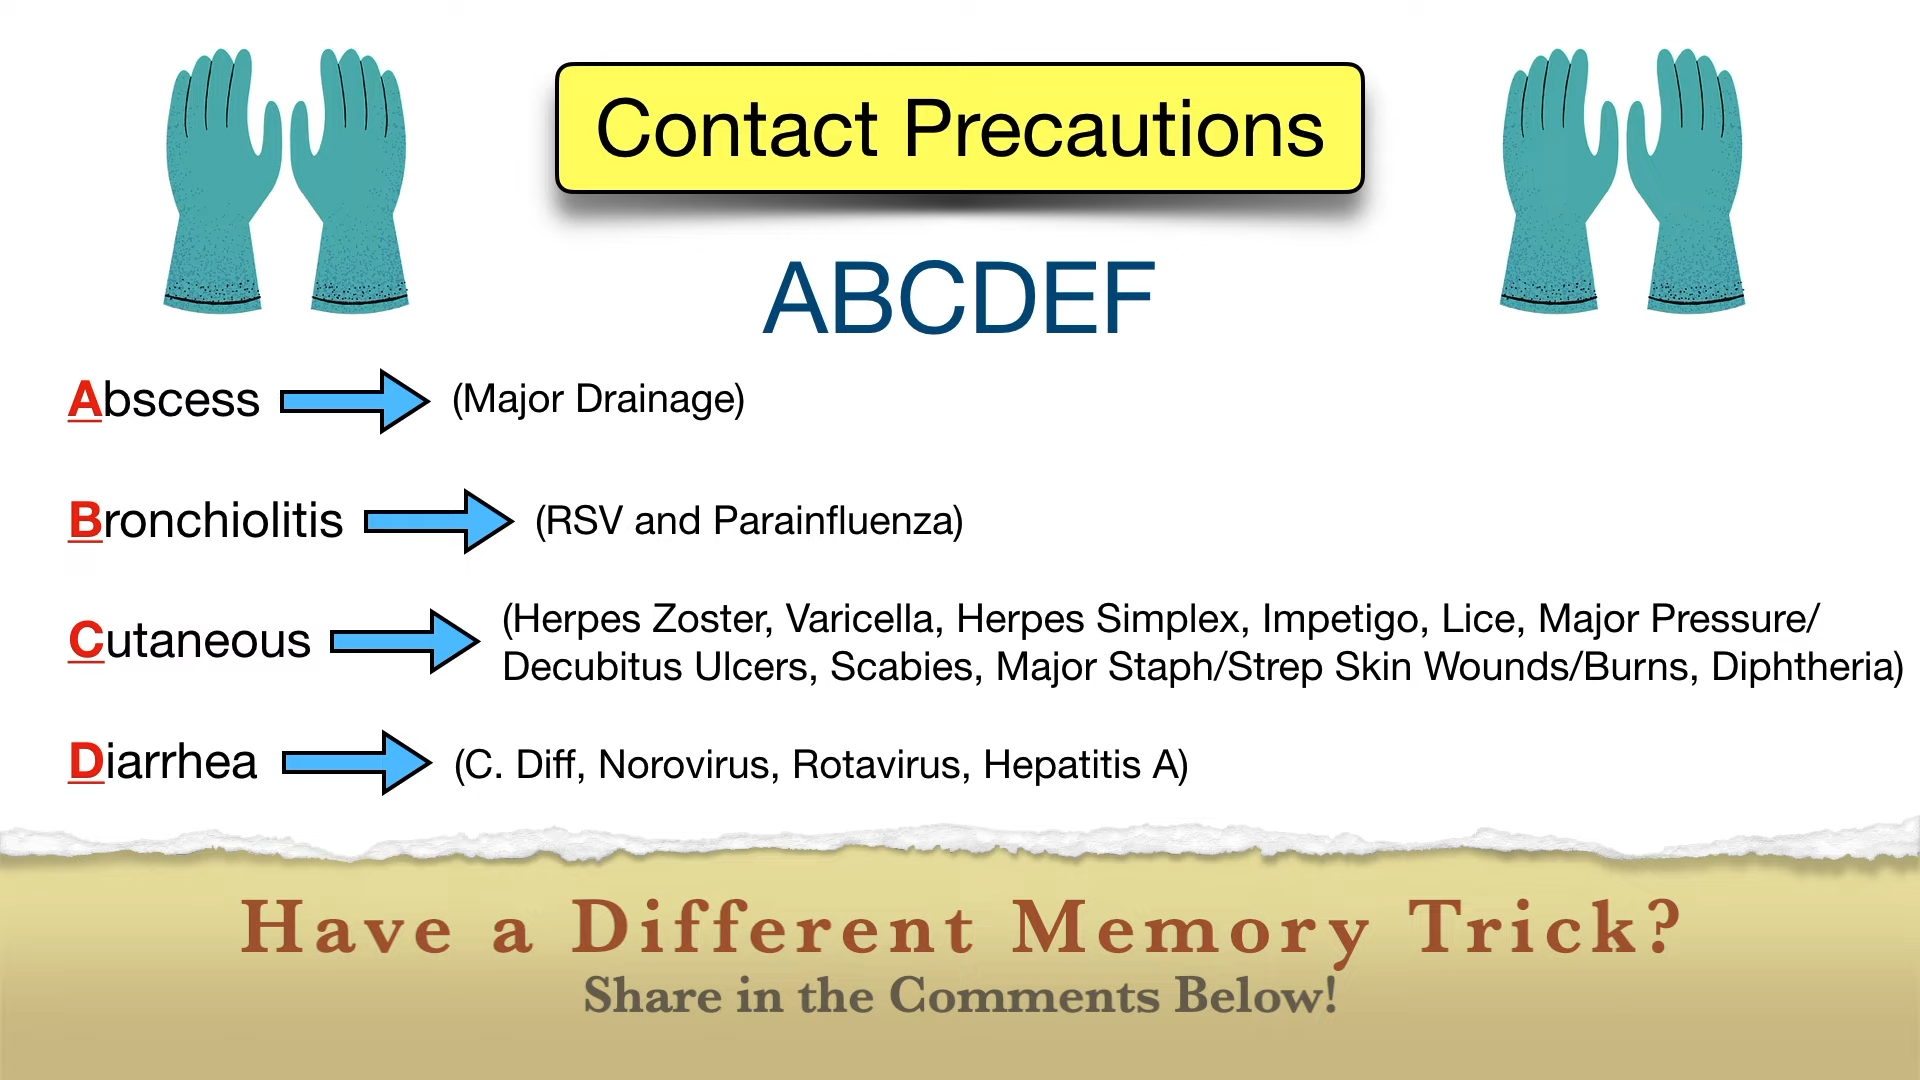 Contact Precautions
ABCDEF
Abscess (Major Drainage)
Bronchiolitis (RSV and Parainfluenza)
Cutaneous (Herpes Zoster, Varicella, Herpes Simplex, Impetigo, Lice, Major Pressure/
Decubitus Ulcers, Scabies, Major Staph/Strep Skin Wounds/Burns, Diphtheria)
Diarrhea (C. Diff, Norovirus, Rotavirus, Hepatitis A)
Have a Different Memory Trick?
Share in the Comments Below!